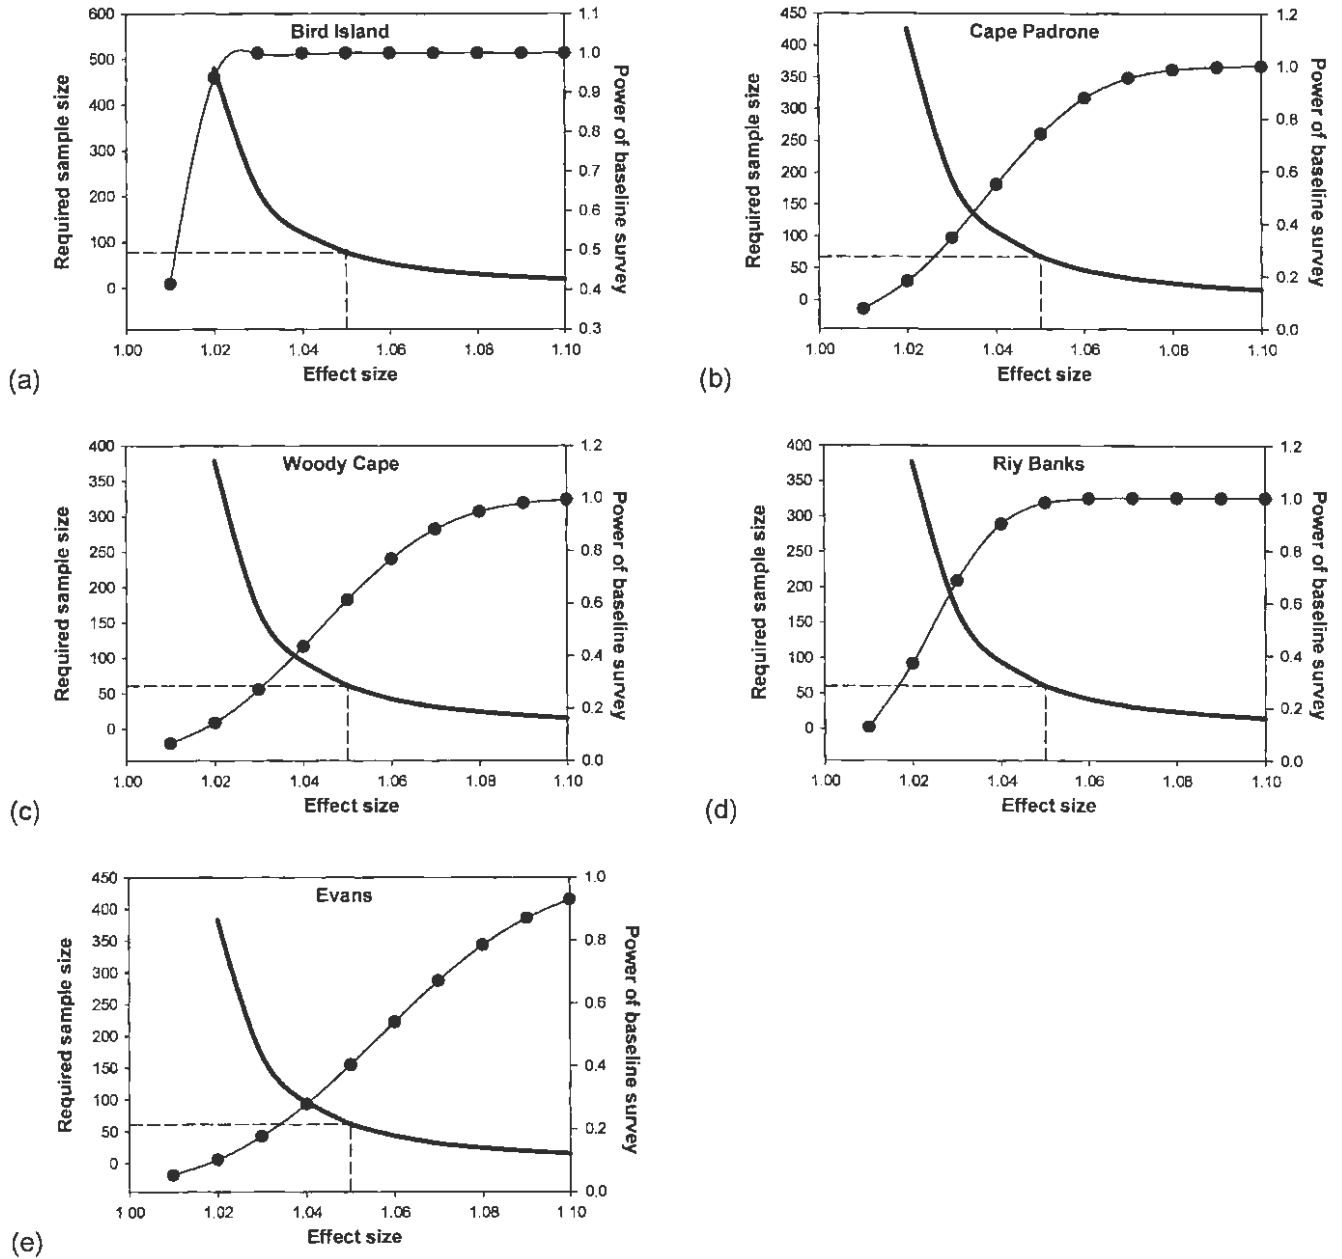 Bird Island
Required sample size
600
500
400
300
200
100
0
1.1
1.0
0.9
0.8
0.7
0.6
0.5
0.4
0.3
Power of baseline survey
1.00 1.02 1.04 1.06 1.08 1.10
Effect size
(a)
Cape Padrone
Required sample size
450
400
350
300
250
200
150
100
50
0
1.2
1.0
0.8
0.6
0.4
0.2
0.0
Power of baseline survey
1.00 1.02 1.04 1.06 1.08 1.10
Effect size
(b)
Woody Cape
Required sample size
400
350
300
250
200
150
100
50
0
1.2
1.0
0.8
0.6
0.4
0.2
0.0
Power of baseline survey
1.00 1.02 1.04 1.06 1.08 1.10
Effect size
(c)
Riy Banks
Required sample size
400
350
300
250
200
150
100
50
0
1.2
1.0
0.8
0.6
0.4
0.2
0.0
Power of baseline survey
1.00 1.02 1.04 1.06 1.08 1.10
Effect size
(d)
Evans
Required sample size
450
400
350
300
250
200
150
100
50
0
1.0
0.8
0.6
0.4
0.2
0.0
Power of baseline survey
1.00 1.02 1.04 1.06 1.08 1.10
Effect size
(e)